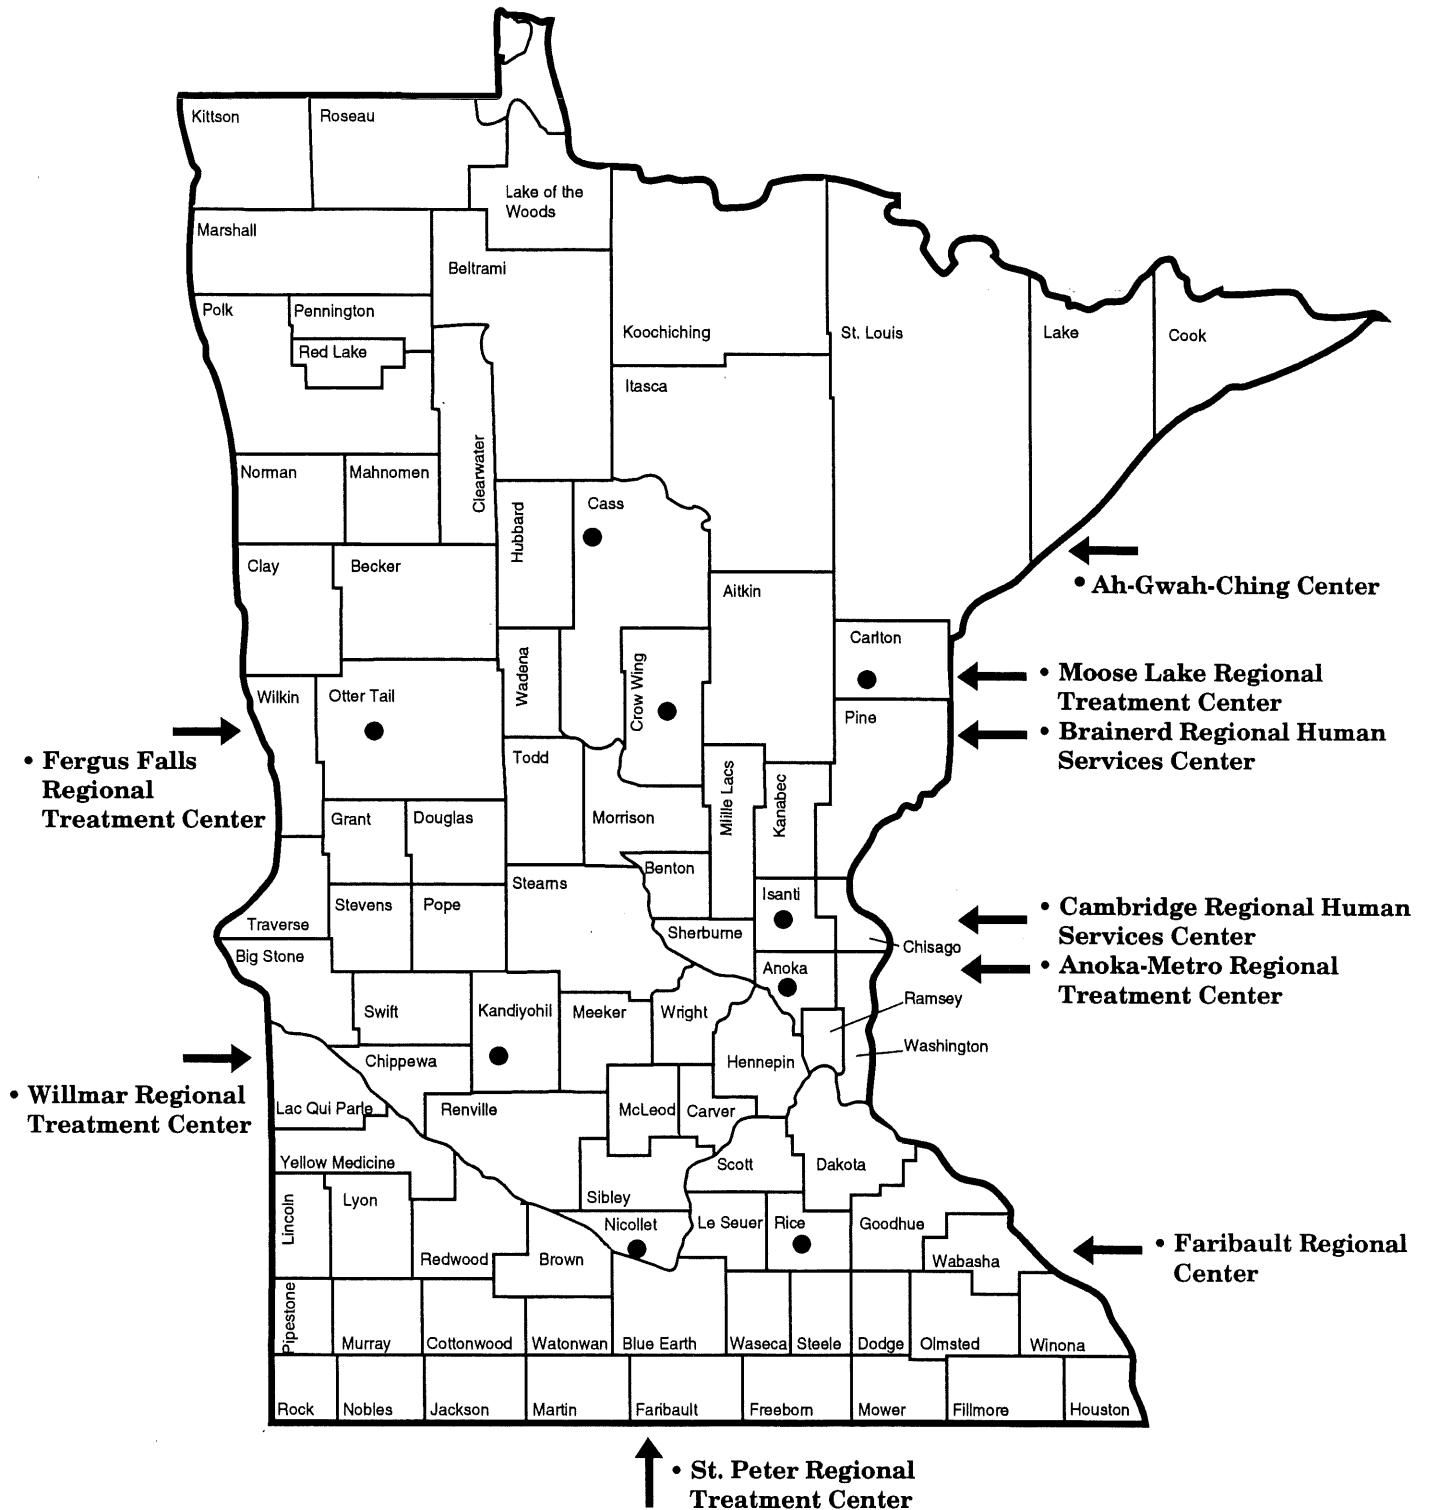 Kittson
Roseau
Lake of the
Woods
Marshall
Beltrami
Polk
Pennington
Red Lake
Koochiching
St. Louis
Lake
Cook
Itasca
Clearwater
Norman
Mahnomen
Hubbard
Cass
Clay
Becker
Aitkin
• Ah-Gwah-Ching Center
Carlton
Wadena
Crow Wing
Wilkin
Otter Tail
• Moose Lake Regional
Treatment Center
Pine
• Brainerd Regional Human
Services Center
• Fergus Falls
Regional
Treatment Center
Todd
Mille Lacs
Kanabec
Grant
Douglas
Morrison
Benton
Stearns
Isanti
Stevens
Pope
Traverse
Sherburne
Chisago
• Cambridge Regional Human
Services Center
Big Stone
Anoka
• Anoka-Metro Regional
Treatment Center
Swift
Kandiyohil
Meeker
Wright
Ramsey
Hennepin
Washington
Chippewa
• Willmar Regional
Treatment Center
Lac Qui Parle
Renville
McLeod
Carver
Yellow Medicine
Scott
Dakota
Lincoln
Lyon
Sibley
Nicollet
Le Seuer
Rice
Goodhue
Redwood
Brown
Wabasha
• Faribault Regional
Center
Pipestone
Murray
Cottonwood
Watonwan
Blue Earth
Waseca
Steele
Dodge
Olmsted
Winona
Rock
Nobles
Jackson
Martin
Faribault
Freeborn
Mower
Fillmore
Houston
• St. Peter Regional
Treatment Center